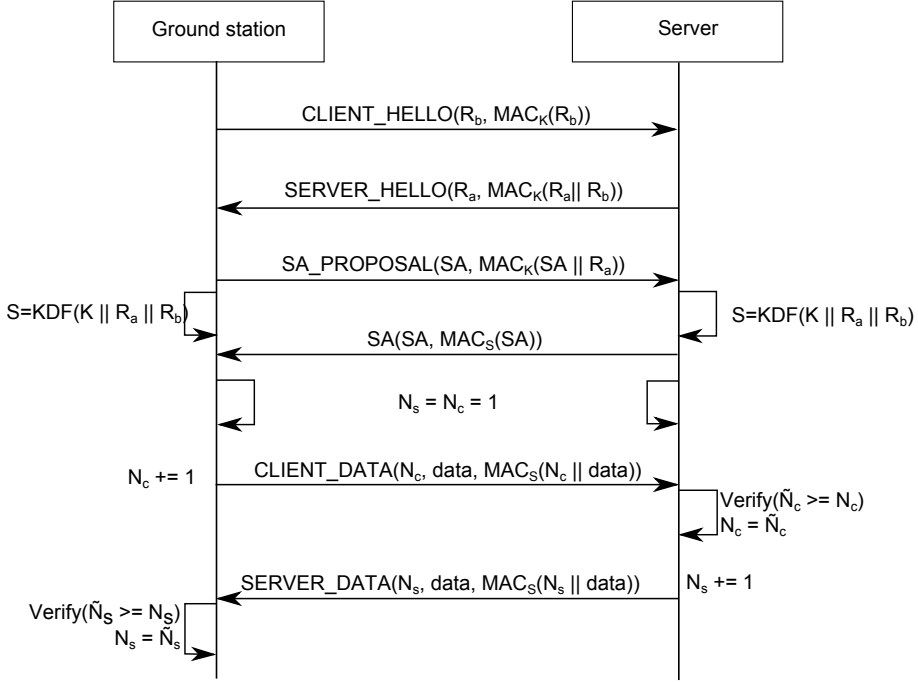 Ground station
Server
CLIENT_HELLO(R_b, MAC_K(R_b))
SERVER_HELLO(R_a, MAC_K(R_a|| R_b))
SA_PROPOSAL(SA, MAC_K(SA || R_a))
S=KDF(K || R_a || R_b)
S=KDF(K || R_a || R_b)
SA(SA, MAC_S(SA))
N_s = N_c = 1
N_c += 1
CLIENT_DATA(N_c, data, MAC_S(N_c || data))
Verify(Ñ_c >= N_c)
N_c = Ñ_c
SERVER_DATA(N_s, data, MAC_S(N_s || data))
N_s += 1
Verify(Ñ_S >= N_S)
N_s = Ñ_s